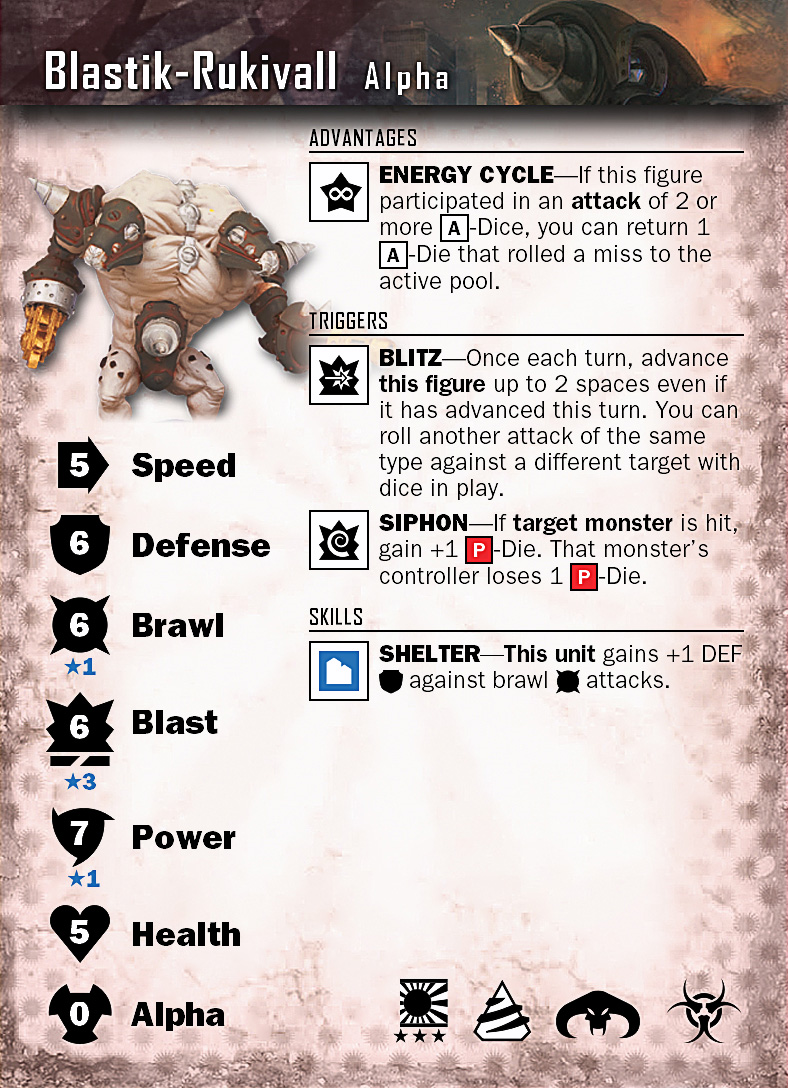 Blastik-Rukivall Alpha
ADVANTAGES
ENERGY CYCLE—If this figure
participated in an attack of 2 or
more A-Dice, you can return 1
A-Die that rolled a miss to the
active pool.
TRIGGERS
BLITZ—Once each turn, advance
this figure up to 2 spaces even if
it has advanced this turn. You can
roll another attack of the same
type against a different target with
dice in play.
SIPHON—If target monster is hit,
gain +1 P-Die. That monster’s
controller loses 1 P-Die.
SKILLS
SHELTER—This unit gains +1 DEF
against brawl attacks.
5 Speed
6 Defense
6 Brawl
★1
6 Blast
★3
7 Power
★1
5 Health
0 Alpha
★★★